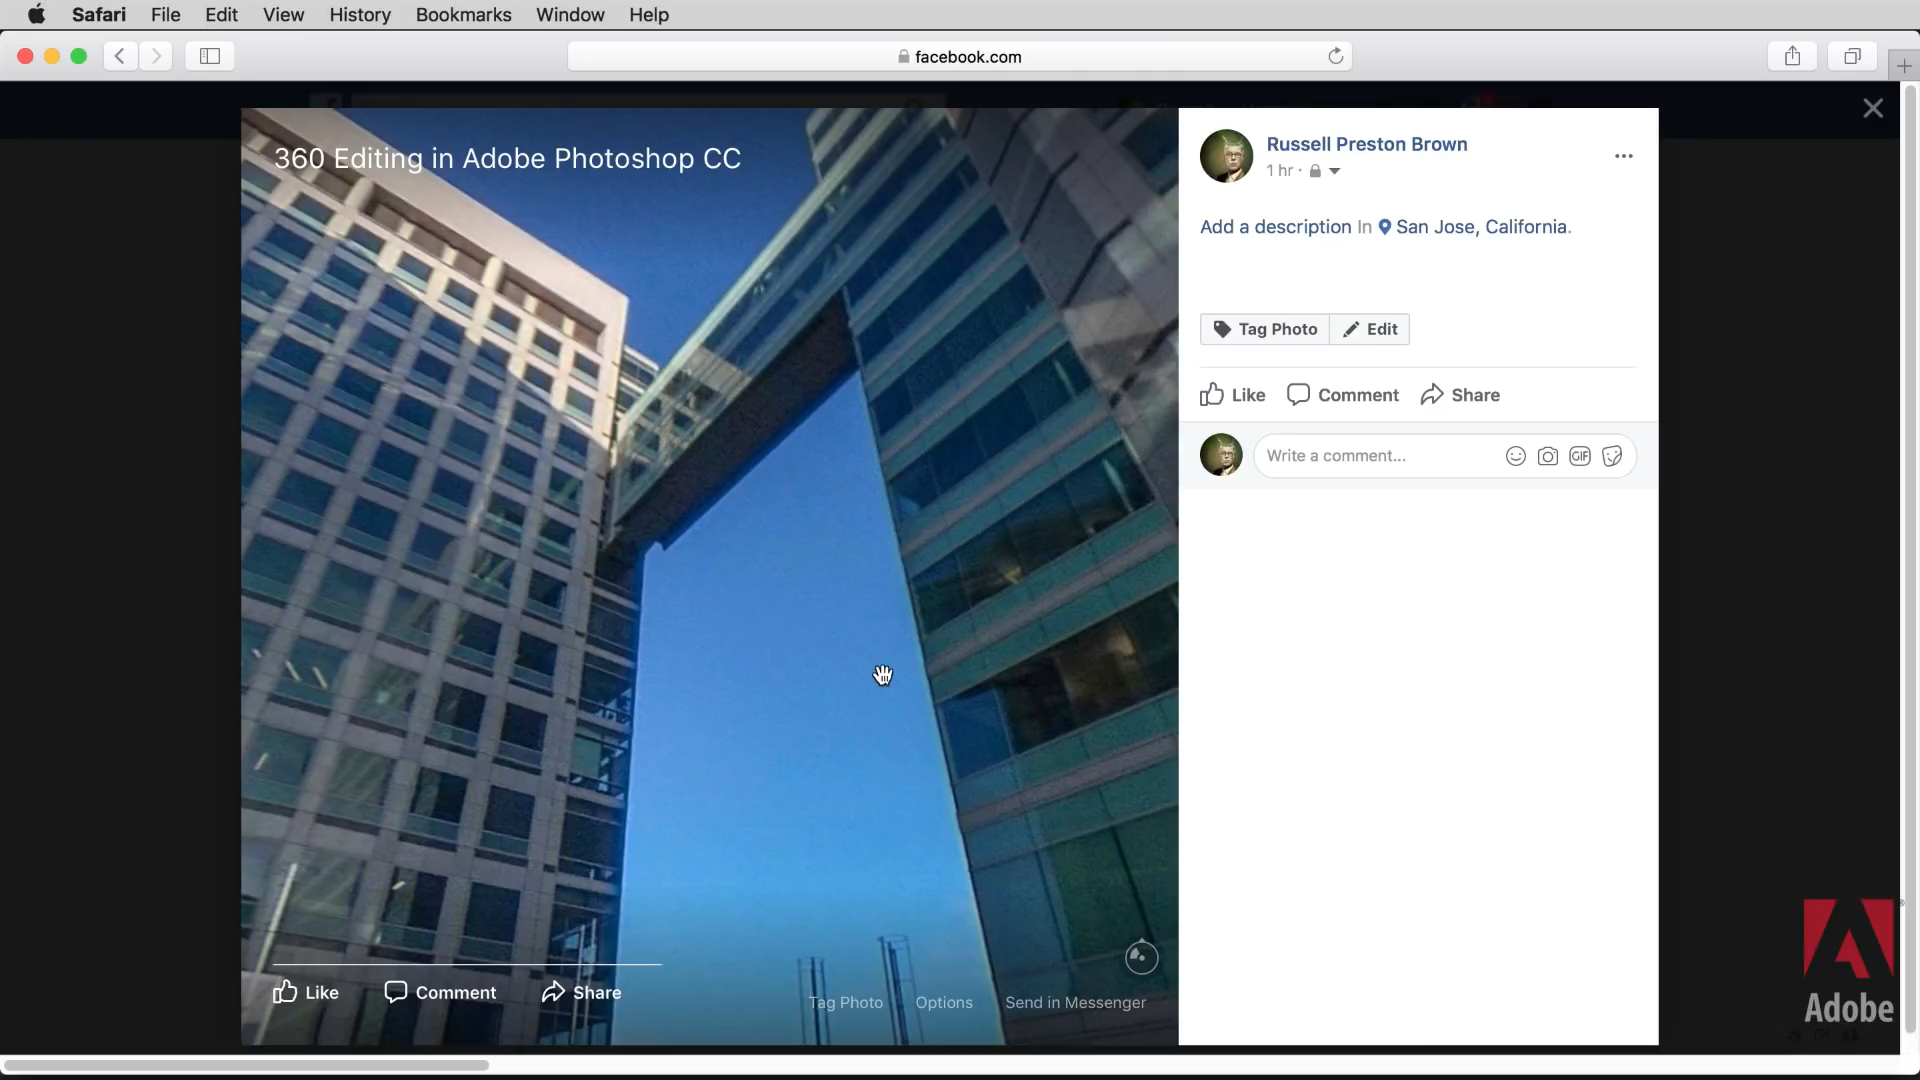 Safari File Edit View History Bookmarks Window Help
facebook.com
360 Editing in Adobe Photoshop CC
Like Comment Share
Tag Photo Options Send in Messenger
Russell Preston Brown
1 hr ·
Add a description In San Jose, California.
Tag Photo Edit
Like Comment Share
Write a comment... GIF
Adobe